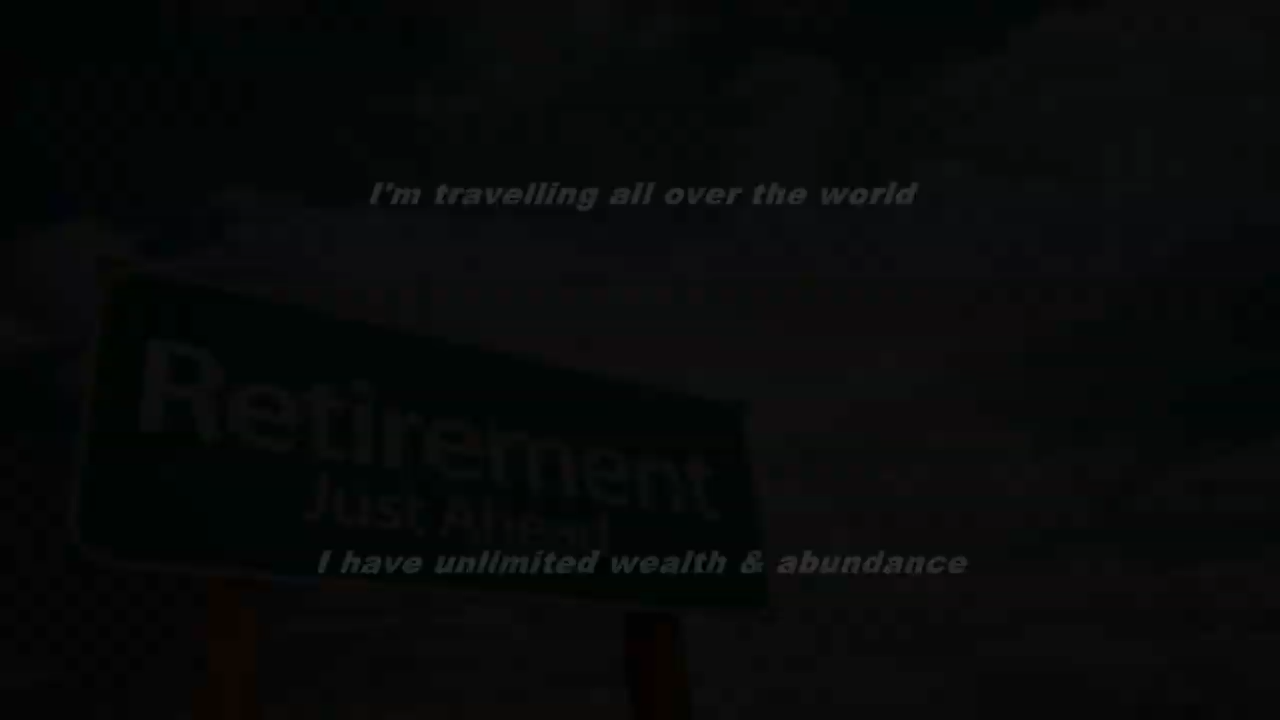 I'm travelling all over the world
Retirement
Just Ahead
I have unlimited wealth & abundance